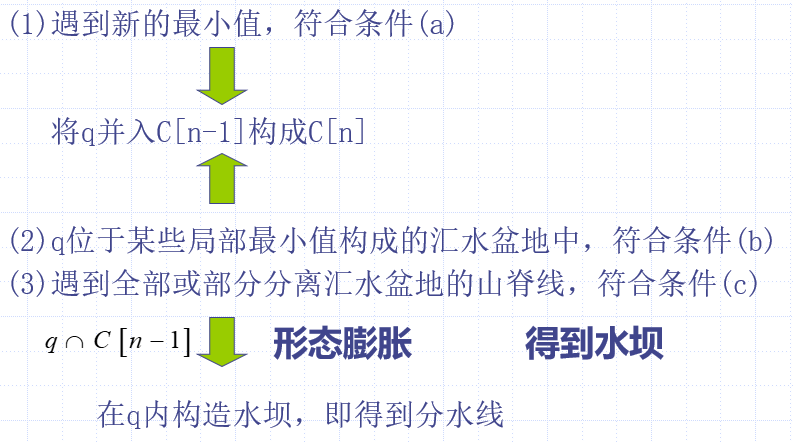 (1)遇到新的最小值，符合条件(a)
将q并入C[n-1]构成C[n]
(2)q位于某些局部最小值构成的汇水盆地中，符合条件(b)
(3)遇到全部或部分分离汇水盆地的山脊线，符合条件(c)
q ∩ C [n − 1] 形态膨胀 得到水坝
在q内构造水坝，即得到分水线